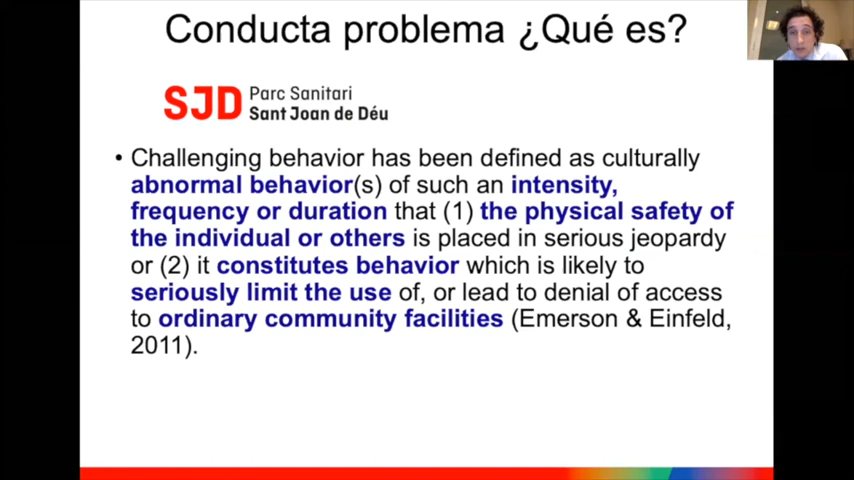 Conducta problema ¿Qué es?
SJD Parc Sanitari
Sant Joan de Déu
• Challenging behavior has been defined as culturally
abnormal behavior(s) of such an intensity,
frequency or duration that (1) the physical safety of
the individual or others is placed in serious jeopardy
or (2) it constitutes behavior which is likely to
seriously limit the use of, or lead to denial of access
to ordinary community facilities (Emerson & Einfeld,
2011).